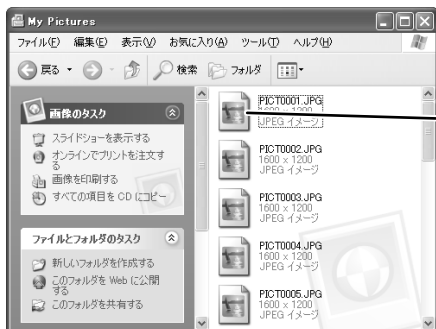 My Pictures
ファイル(F) 編集(E) 表示(V) お気に入り(A) ツール(T) ヘルプ(H)
戻る 検索 フォルダ
画像のタスク
スライドショーを表示する
オンラインでプリントを注文す
る
画像を印刷する
すべての項目を CD にコピー
ファイルとフォルダのタスク
新しいフォルダを作成する
このフォルダを Web に公開
する
このフォルダを共有する
PICT0001.JPG
1600 x 1200
JPEG イメージ
PICT0002.JPG
1600 x 1200
JPEG イメージ
PICT0003.JPG
1600 x 1200
JPEG イメージ
PICT0004.JPG
1600 x 1200
JPEG イメージ
PICT0005.JPG
1600 x 1200
JPEG イメージ